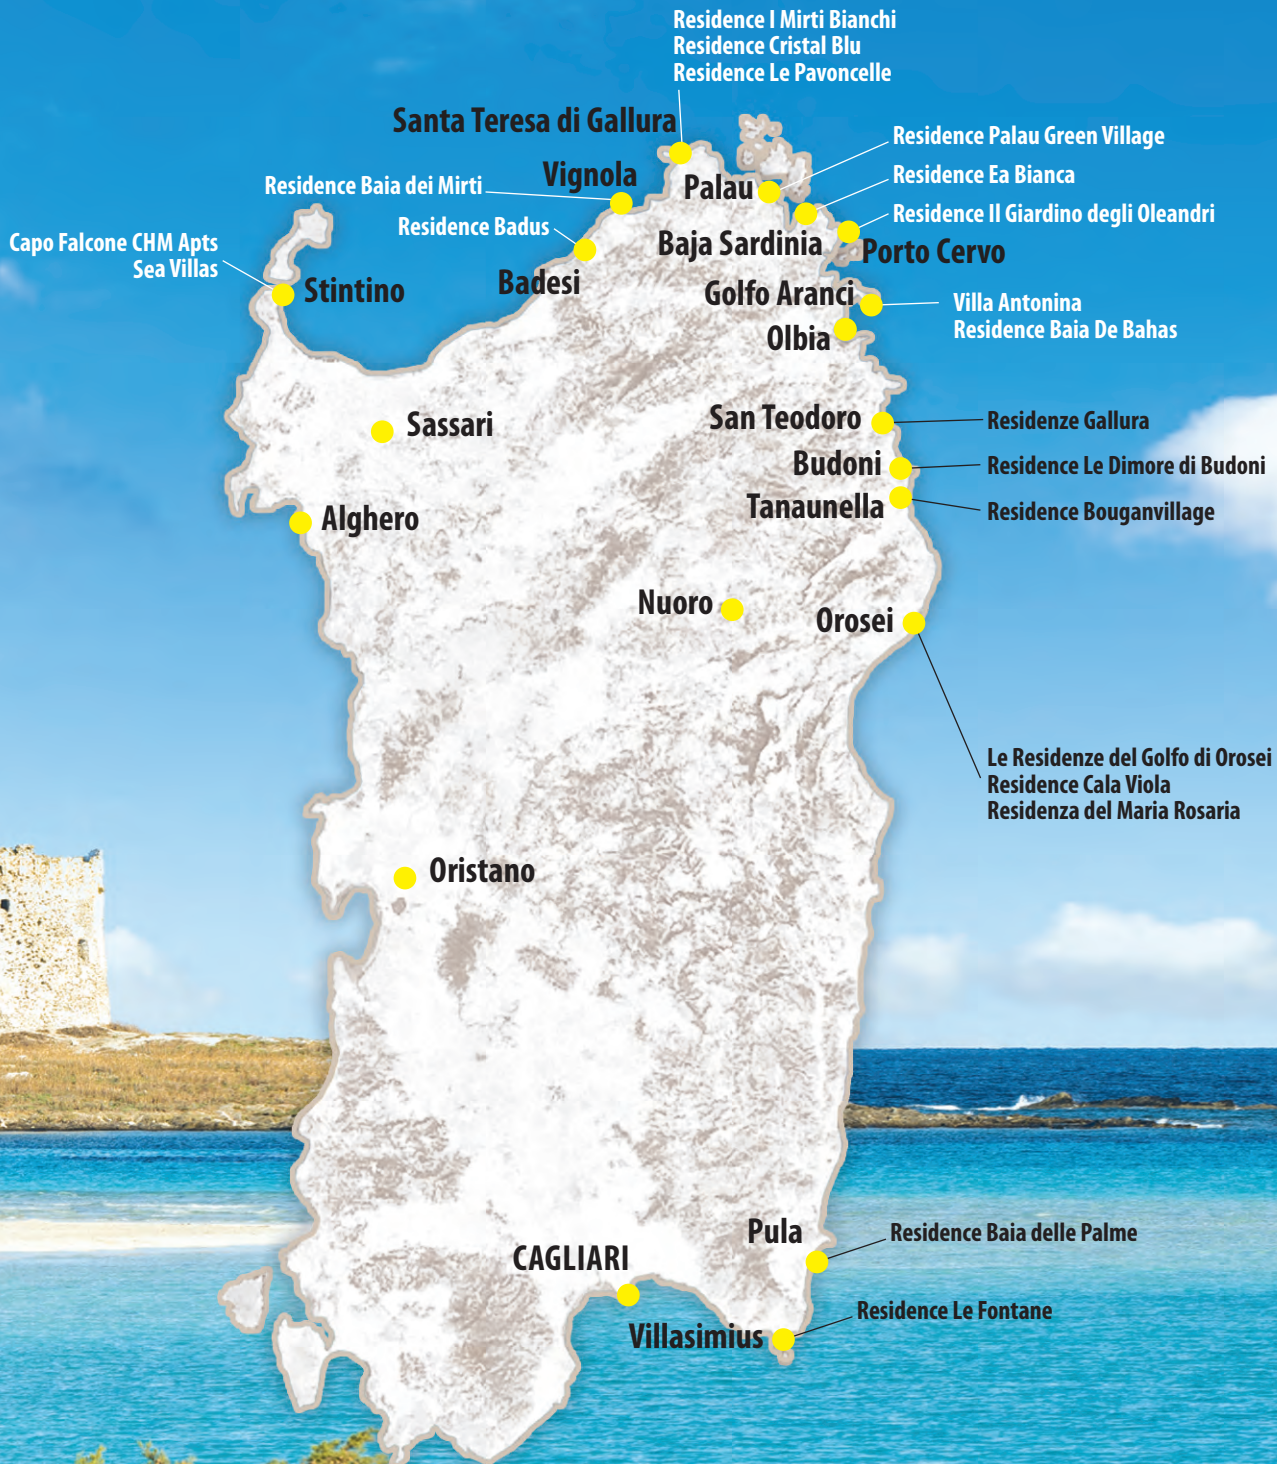 Residence I Mirti Bianchi
Residence Cristal Blu
Residence Le Pavoncelle
Santa Teresa di Gallura
Residence Palau Green Village
Vignola
Palau
Residence Ea Bianca
Residence Baia dei Mirti
Residence Il Giardino degli Oleandri
Residence Badus
Capo Falcone CHM Apts
Sea Villas
Baja Sardinia
Porto Cervo
Badesi
Stintino
Golfo Aranci
Villa Antonina
Residence Baia De Bahas
Olbia
San Teodoro
Residenze Gallura
Sassari
Budoni
Residence Le Dimore di Budoni
Tanaunella
Residence Bouganvillage
Alghero
Nuoro
Orosei
Le Residenze del Golfo di Orosei
Residence Cala Viola
Residenza del Maria Rosaria
Oristano
Pula
Residence Baia delle Palme
CAGLIARI
Residence Le Fontane
Villasimius